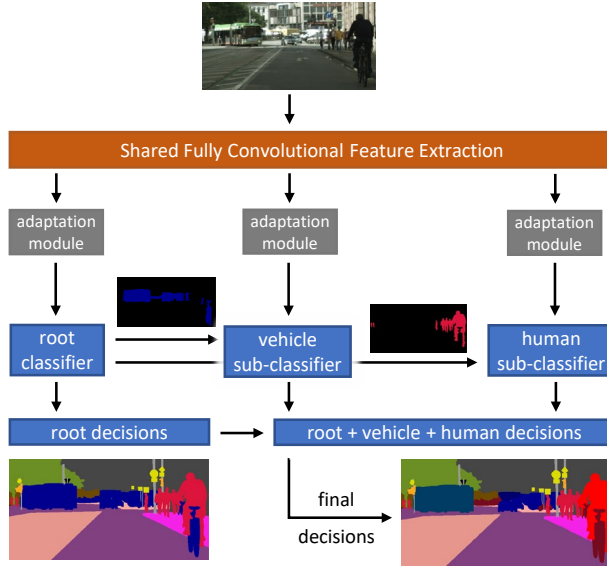 Shared Fully Convolutional Feature Extraction
adaptation
module
adaptation
module
adaptation
module
root
classifier
vehicle
sub-classifier
human
sub-classifier
root decisions
root + vehicle + human decisions
final
decisions